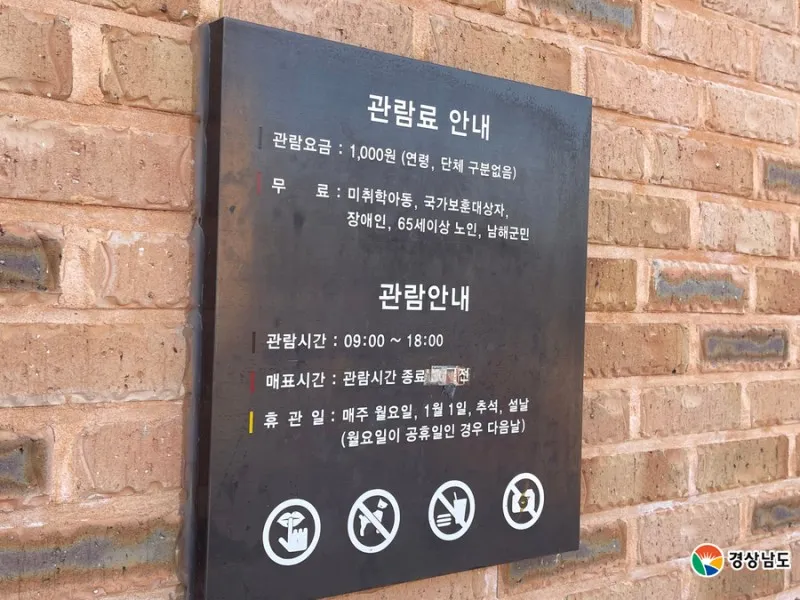 관람료 안내
관람요금 : 1,000원 (연령, 단체 구분없음)
무 료 : 미취학아동, 국가보훈대상자,
장애인, 65세이상 노인, 남해군민
관람안내
관람시간 : 09:00 ~ 18:00
매표시간 : 관람시간 종료 전
휴 관 일 : 매주 월요일, 1월 1일, 추석, 설날
(월요일이 공휴일인 경우 다음날)
경상남도